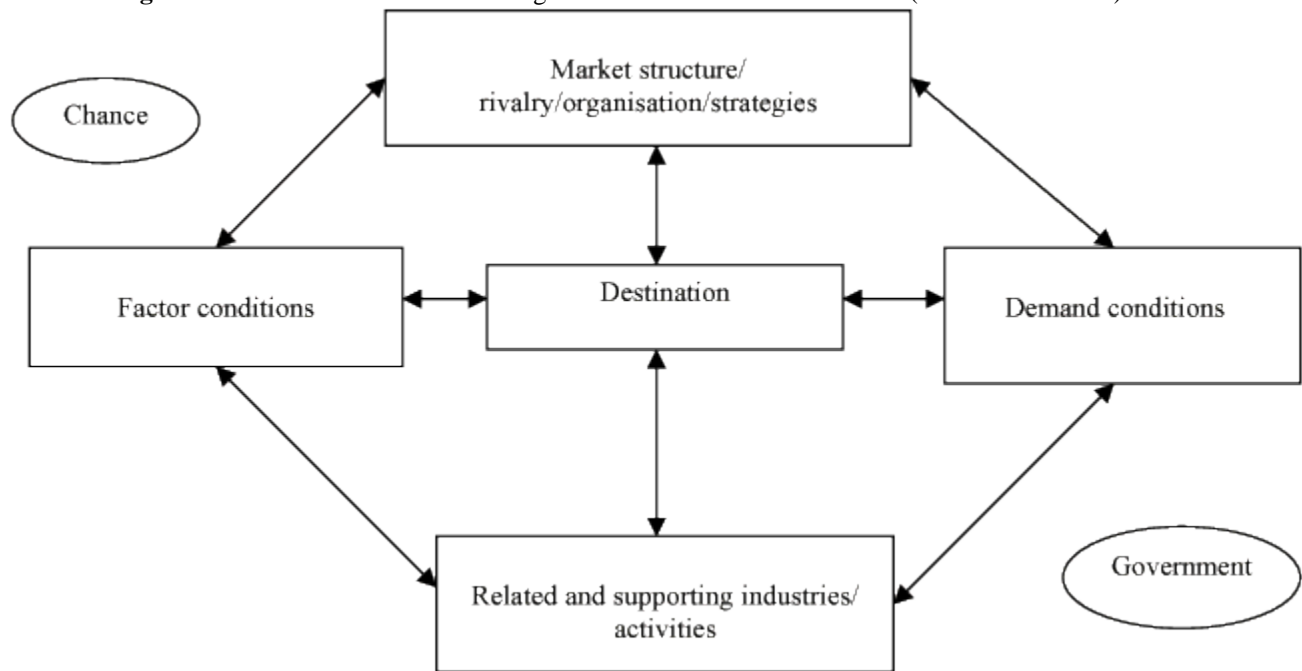 Market structure/
rivalry/organisation/strategies
Chance
Factor conditions
Destination
Demand conditions
Government
Related and supporting industries/
activities